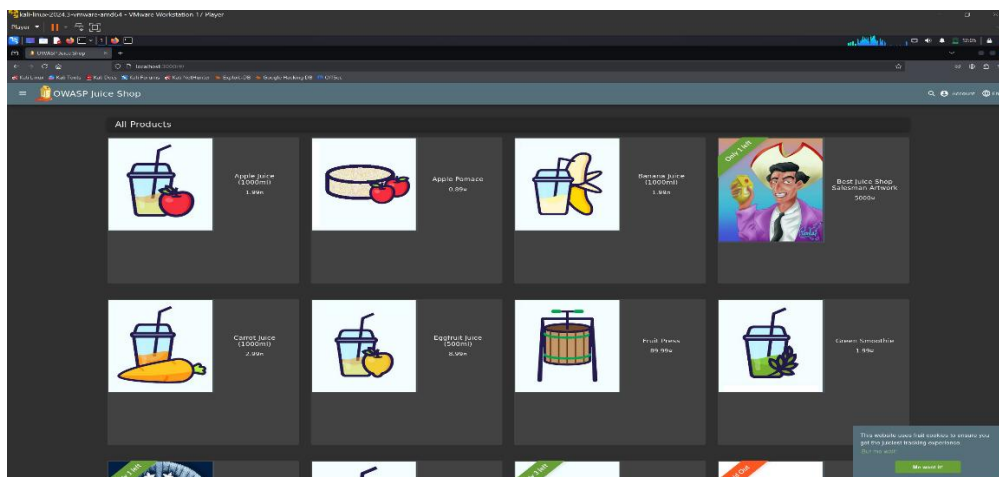 kali-linux-2024.3-vmware-amd64 - VMware Workstation 17 Player
Player
OWASP Juice Shop
localhost:3000/#/
Kali Linux Kali Tools Kali Docs Kali Forums Kali NetHunter Exploit-DB Google Hacking DB OffSec
OWASP Juice Shop
Account
All Products
Apple Juice
(1000ml)
1.99¤
Apple Pomace
0.89¤
Banana Juice
(1000ml)
1.99¤
Only 1 left
Best Juice Shop
Salesman Artwork
5000¤
Carrot Juice
(1000ml)
2.99¤
Eggfruit Juice
(500ml)
8.99¤
Fruit Press
89.99¤
Green Smoothie
1.99¤
This website uses fruit cookies to ensure you
get the juiciest tracking experience.
But me wait!
Me want it!